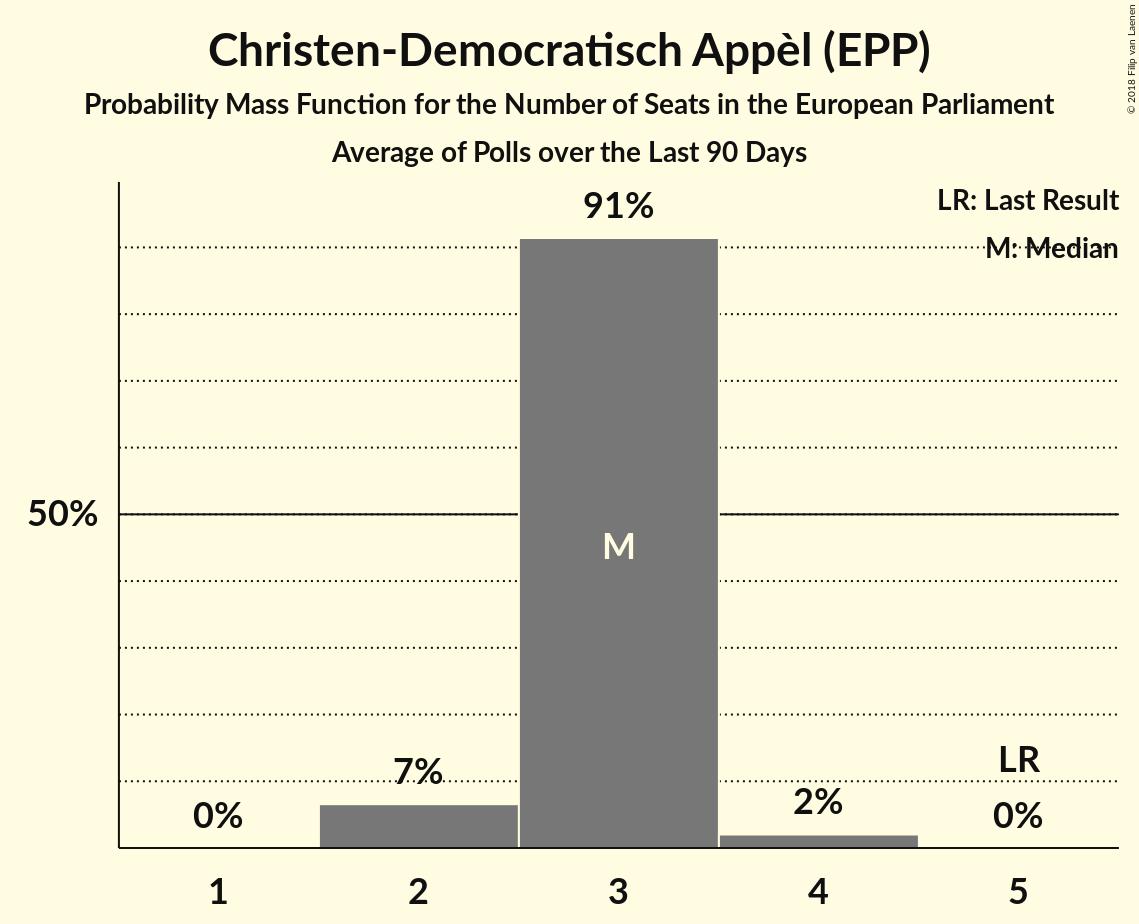 Christen-Democratisch Appèl (EPP)
Probability Mass Function for the Number of Seats in the European Parliament
Average of Polls over the Last 90 Days
© 2018 Filip van Laenen
LR: Last Result
M: Median
91%
50%
M
7%
LR
0%
2%
0%
1 2 3 4 5